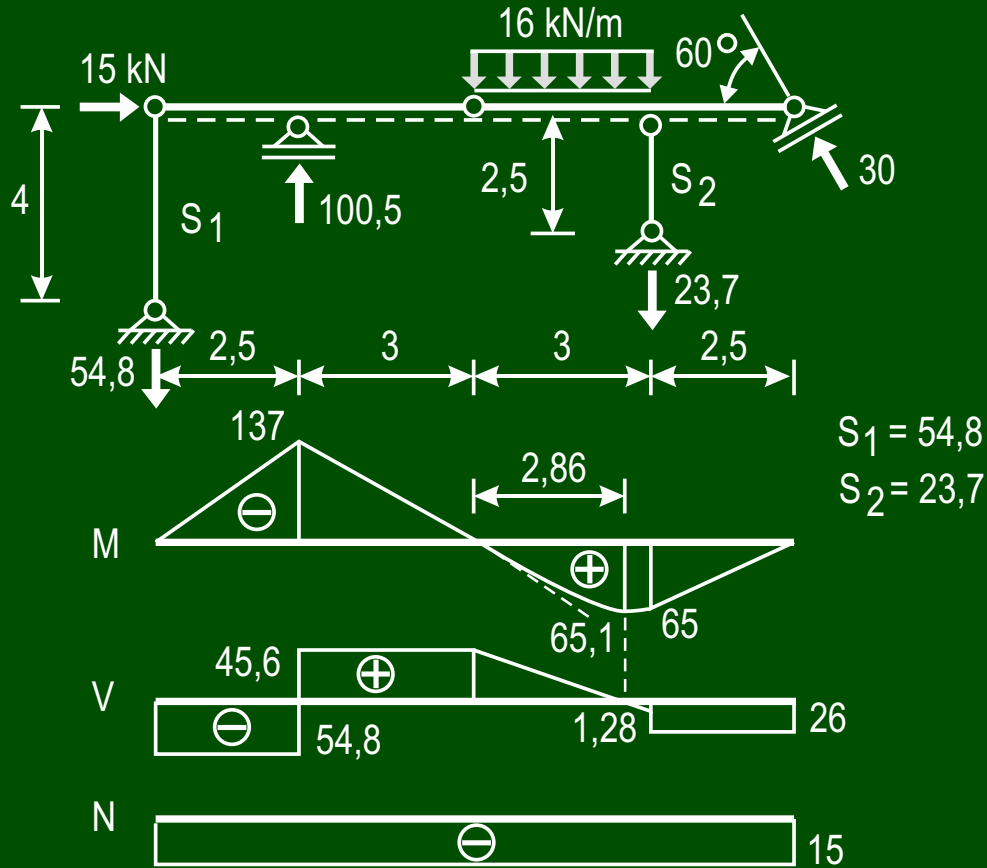 16 kN/m
60°
15 kN
4
S1
100,5
2,5
S2
30
23,7
54,8
2,5 3 3 2,5
137
S1 = 54,8
2,86
S2 = 23,7
M
65,1
65
45,6
V
54,8
1,28
26
N
15